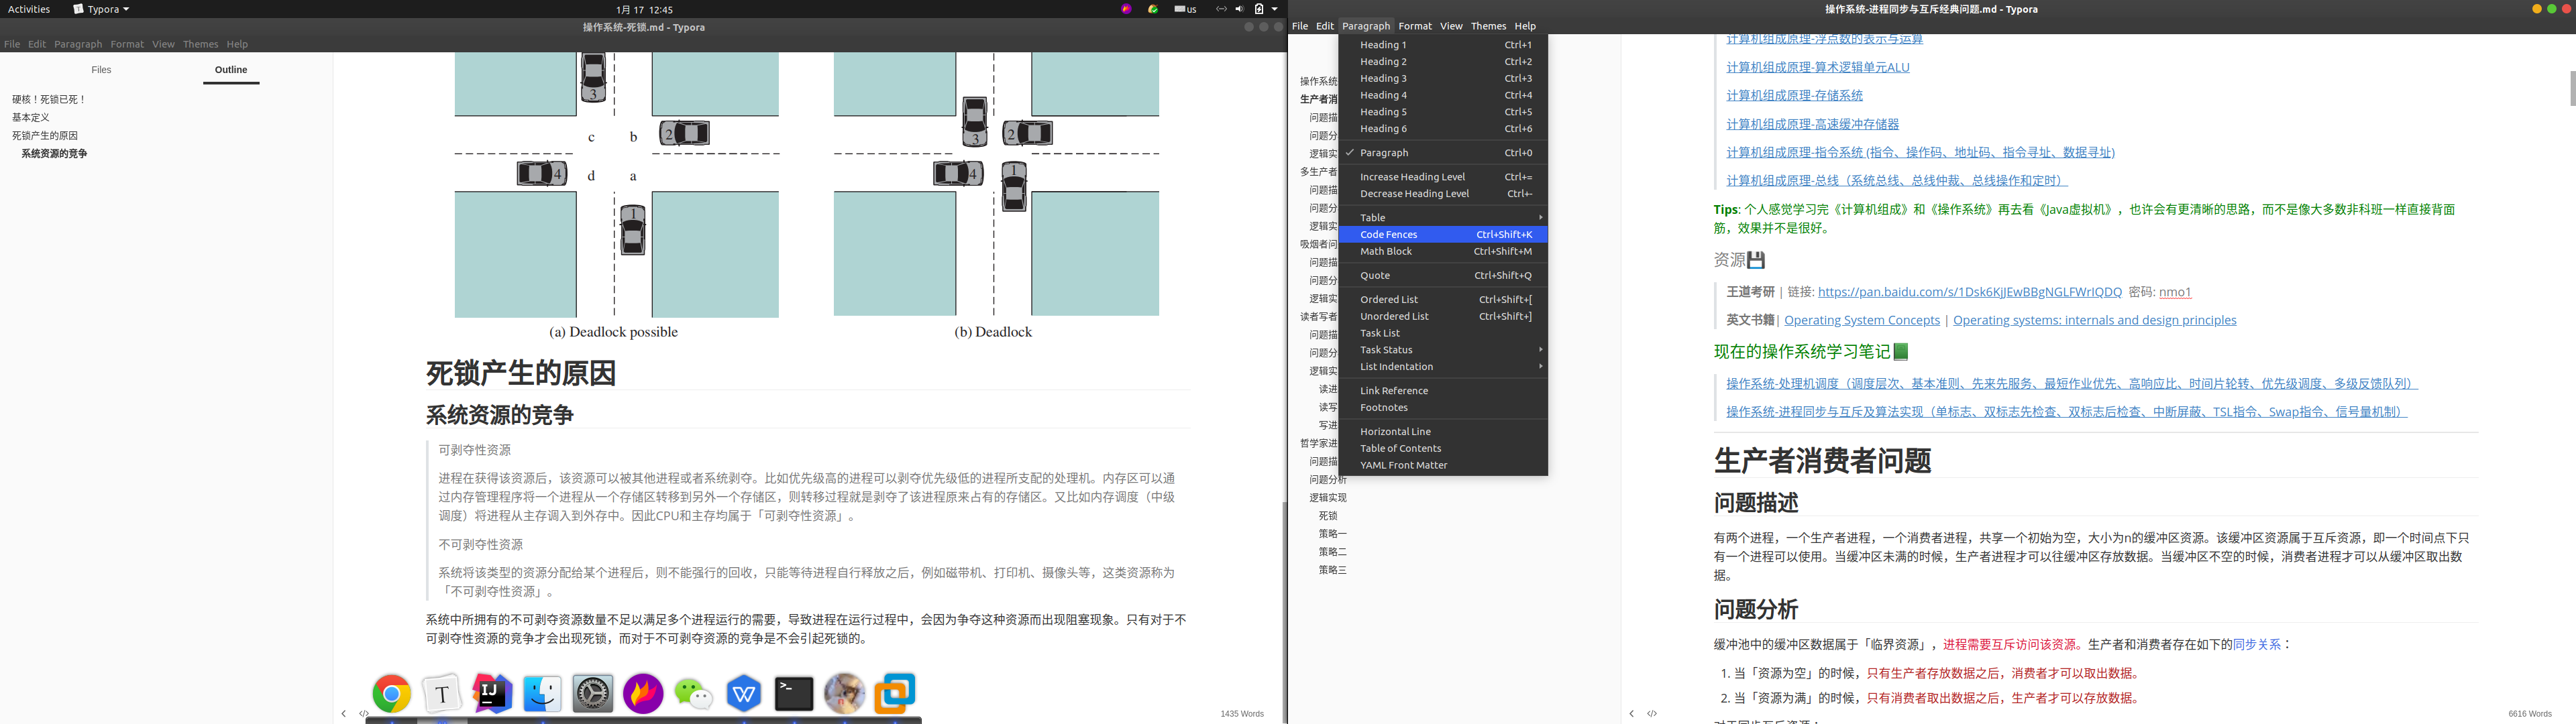 Activities
Typora
1月 17 12:45
us
操作系统-死锁.md - Typora
File Edit Paragraph Format View Themes Help
Files
Outline
硬核！死锁已死！
基本定义
死锁产生的原因
系统资源的竞争
3
c
b
2
4
d
a
1
(a) Deadlock possible
3
2
4
1
(b) Deadlock
死锁产生的原因
系统资源的竞争
可剥夺性资源
进程在获得该资源后，该资源可以被其他进程或者系统剥夺。比如优先级高的进程可以剥夺优先级低的进程所支配的处理机。内存区可以通
过内存管理程序将一个进程从一个存储区转移到另外一个存储区，则转移过程就是剥夺了该进程原来占有的存储区。又比如内存调度（中级
调度）将进程从主存调入到外存中。因此CPU和主存均属于「可剥夺性资源」。
不可剥夺性资源
系统将该类型的资源分配给某个进程后，则不能强行的回收，只能等待进程自行释放之后，例如磁带机、打印机、摄像头等，这类资源称为
「不可剥夺性资源」。
系统中所拥有的不可剥夺资源数量不足以满足多个进程运行的需要，导致进程在运行过程中，会因为争夺这种资源而出现阻塞现象。只有对于不
可剥夺性资源的竞争才会出现死锁，而对于不可剥夺资源的竞争是不会引起死锁的。
T
IJ
W
>_
1435 Words
操作系统-进程同步与互斥经典问题.md - Typora
File Edit Paragraph Format View Themes Help
操作系统
生产者消
问题描
问题分
逻辑实
多生产者
问题描
问题分
逻辑实
吸烟者问
问题描
问题分
逻辑实
读者写者
问题描
问题分
逻辑实
读进
读写
写进
哲学家进
问题描
问题分析
逻辑实现
死锁
策略一
策略二
策略三
Heading 1 Ctrl+1
Heading 2 Ctrl+2
Heading 3 Ctrl+3
Heading 4 Ctrl+4
Heading 5 Ctrl+5
Heading 6 Ctrl+6
Paragraph Ctrl+0
Increase Heading Level Ctrl+=
Decrease Heading Level Ctrl+-
Table
Code Fences Ctrl+Shift+K
Math Block Ctrl+Shift+M
Quote Ctrl+Shift+Q
Ordered List Ctrl+Shift+[
Unordered List Ctrl+Shift+]
Task List
Task Status
List Indentation
Link Reference
Footnotes
Horizontal Line
Table of Contents
YAML Front Matter
计算机组成原理-浮点数的表示与运算
计算机组成原理-算术逻辑单元ALU
计算机组成原理-存储系统
计算机组成原理-高速缓冲存储器
计算机组成原理-指令系统 (指令、操作码、地址码、指令寻址、数据寻址)
计算机组成原理-总线（系统总线、总线仲裁、总线操作和定时）
Tips: 个人感觉学习完《计算机组成》和《操作系统》再去看《Java虚拟机》，也许会有更清晰的思路，而不是像大多数非科班一样直接背面
筋，效果并不是很好。
资源
王道考研 | 链接: https://pan.baidu.com/s/1Dsk6KJJEwBBgNGLFWrIQDQ 密码: nmo1
英文书籍| Operating System Concepts | Operating systems: internals and design principles
现在的操作系统学习笔记
操作系统-处理机调度（调度层次、基本准则、先来先服务、最短作业优先、高响应比、时间片轮转、优先级调度、多级反馈队列）
操作系统-进程同步与互斥及算法实现（单标志、双标志先检查、双标志后检查、中断屏蔽、TSL指令、Swap指令、信号量机制）
生产者消费者问题
问题描述
有两个进程，一个生产者进程，一个消费者进程，共享一个初始为空，大小为n的缓冲区资源。该缓冲区资源属于互斥资源，即一个时间点下只
有一个进程可以使用。当缓冲区未满的时候，生产者进程才可以往缓冲区存放数据。当缓冲区不空的时候，消费者进程才可以从缓冲区取出数
据。
问题分析
缓冲池中的缓冲区数据属于「临界资源」，进程需要互斥访问该资源。生产者和消费者存在如下的同步关系：
1. 当「资源为空」的时候，只有生产者存放数据之后，消费者才可以取出数据。
2. 当「资源为满」的时候，只有消费者取出数据之后，生产者才可以存放数据。
6616 Words